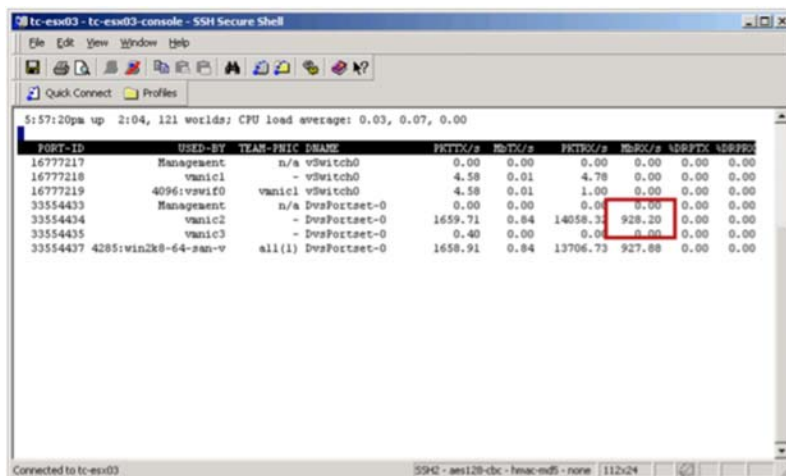 tc-esx03 - tc-esx03-console - SSH Secure Shell
File Edit View Window Help
Quick Connect Profiles
5:57:20pm up 2:04, 121 worlds; CPU load average: 0.03, 0.07, 0.00
PORT-ID USED-BY TEAM-PNIC DNAME PKTTX/s MbTX/s PKTRX/s MbRX/s %DRPTX %DRPRX
16777217 Management n/a vSwitch0 0.00 0.00 0.00 0.00 0.00 0.00
16777218 vmnic1 - vSwitch0 4.58 0.01 4.78 0.00 0.00 0.00
16777219 4096:vswif0 vmnic1 vSwitch0 4.58 0.01 1.00 0.00 0.00 0.00
33554433 Management n/a DvsPortset-0 0.00 0.00 0.00 0.00 0.00 0.00
33554434 vmnic2 - DvsPortset-0 1659.71 0.84 14058.32 928.20 0.00 0.00
33554435 vmnic3 - DvsPortset-0 0.40 0.00 0.00 0.00 0.00 0.00
33554437 4285:win2k8-64-san-v all(1) DvsPortset-0 1658.91 0.84 13706.73 927.88 0.00 0.00
Connected to tc-esx03 SSH2 - aes128-cbc - hmac-md5 - none 112x24